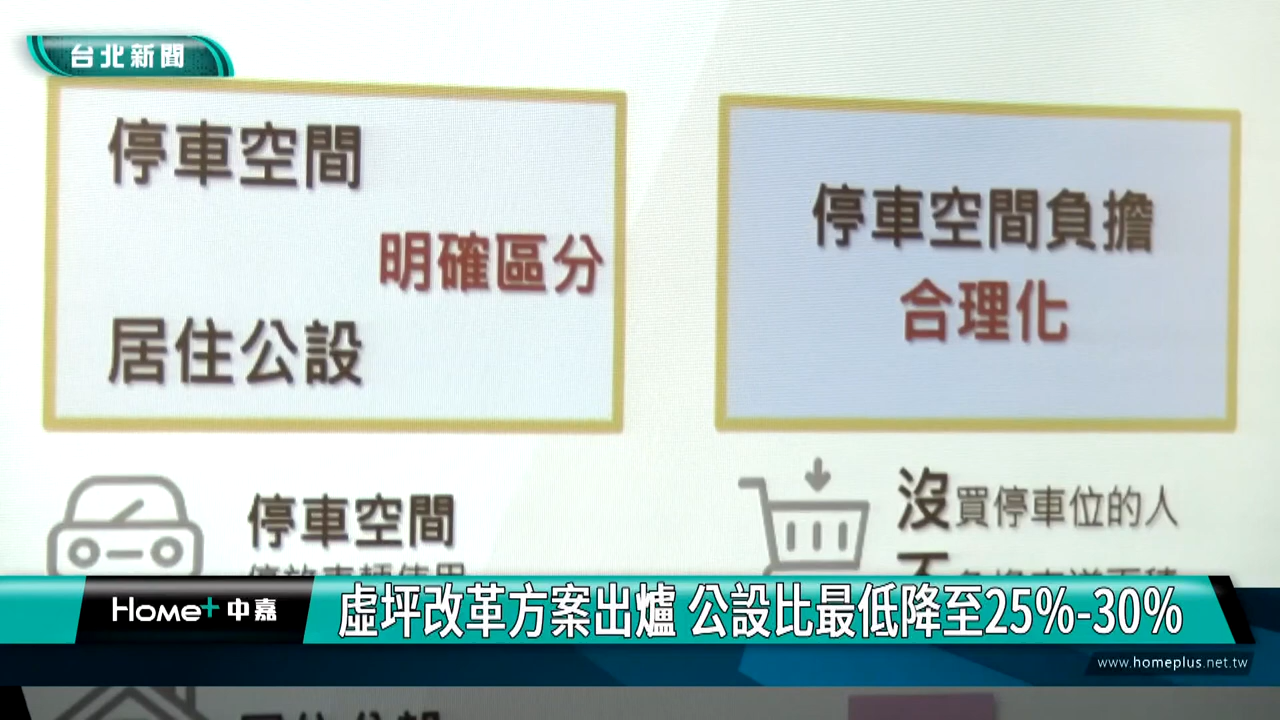 台北新聞
停車空間
明確區分
居住公設
停車空間負擔
合理化
停車空間
沒買停車位的人
Home+中嘉
虛坪改革方案出爐 公設比最低降至25%-30%
www.homeplus.net.tw